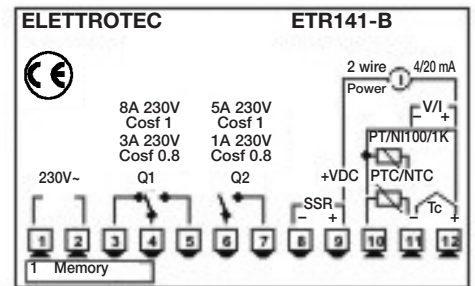 ELETTROTEC ETR141-B
CE
2 wire 4/20 mA
Power I
V/I
- +
8A 230V 5A 230V
Cosf 1 Cosf 1
3A 230V 1A 230V
Cosf 0.8 Cosf 0.8
PT/NI100/1K
230V~ Q1 Q2 +VDC PTC/NTC
SSR Tc
- + - +
1 2 3 4 5 6 7 8 9 10 11 12
1 Memory